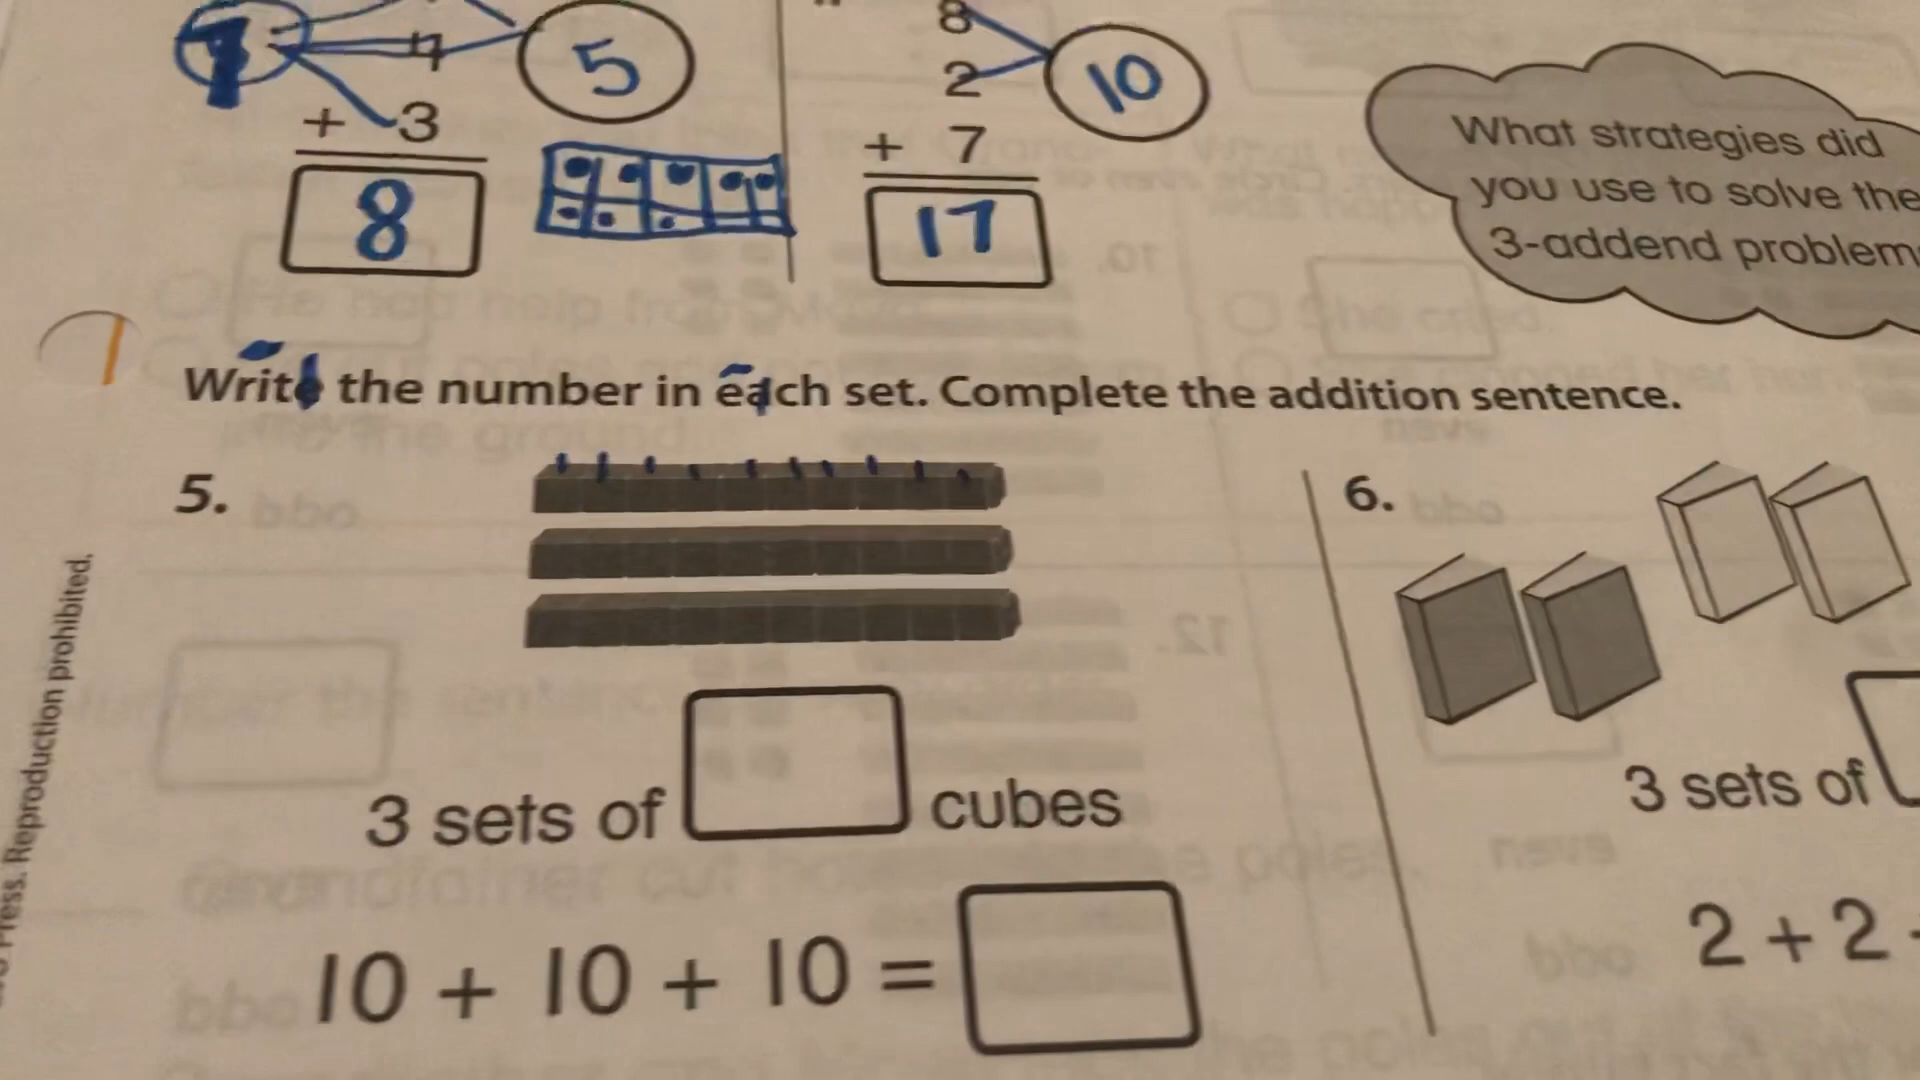 4
5
8
2
10
+ 3
+ 7
8
17
What strategies did
you use to solve the
3-addend
Write the number in each set. Complete the addition sentence.
5.
6.
3 sets of
cubes
3 sets of
10 + 10 + 10 =
2 + 2
Press. Reproduction prohibited.